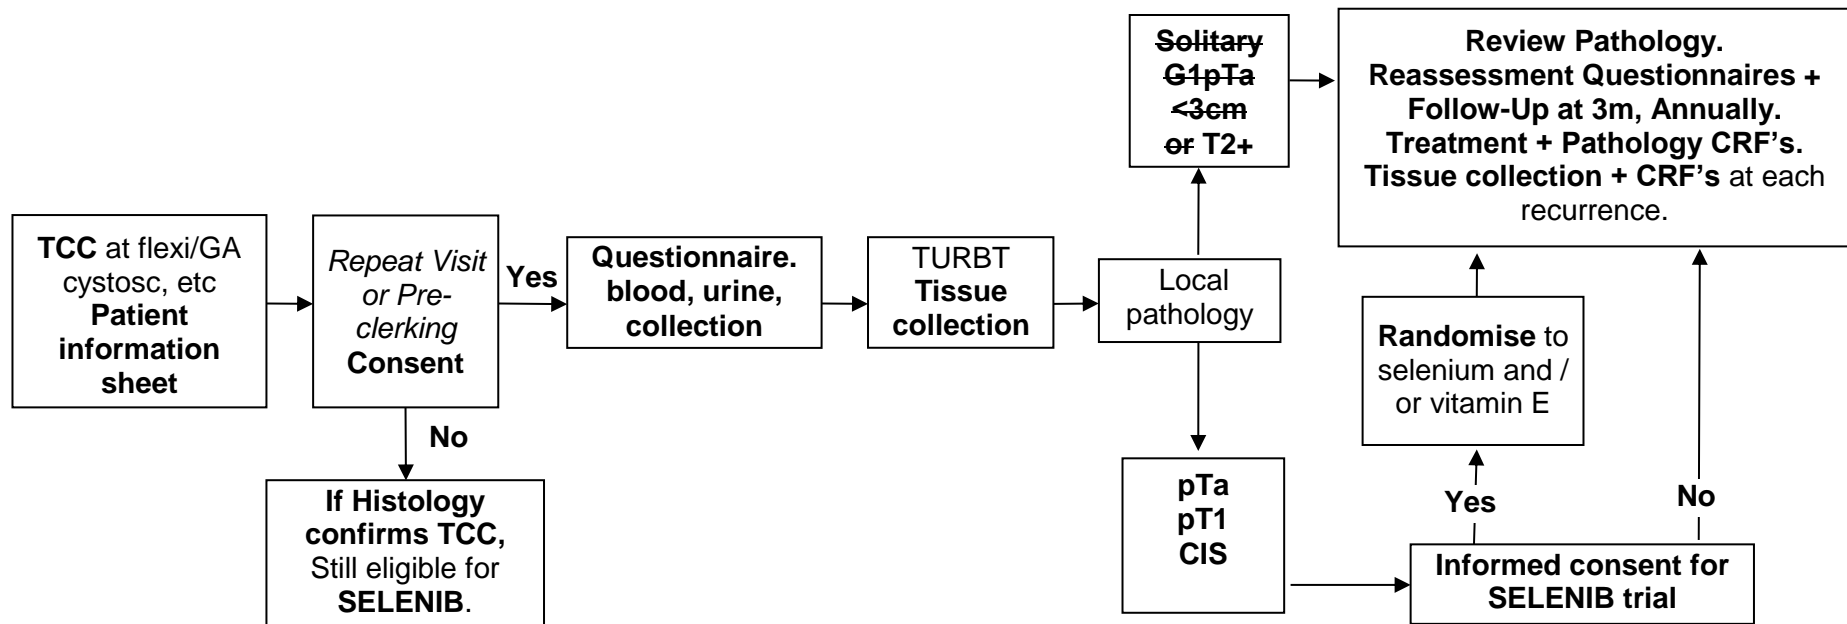 TCC at flexi/GA
cystosc, etc
Patient
information
sheet
Repeat Visit
or Pre-
clerking
Consent
Yes
No
If Histology
confirms TCC,
Still eligible for
SELENIB.
Questionnaire.
blood, urine,
collection
TURBT
Tissue
collection
Local
pathology
Solitary
G1pTa
<3cm
or T2+
pTa
pT1
CIS
Informed consent for
SELENIB trial
Yes
No
Randomise to
selenium and /
or vitamin E
Review Pathology.
Reassessment Questionnaires +
Follow-Up at 3m, Annually.
Treatment + Pathology CRF's.
Tissue collection + CRF's at each
recurrence.